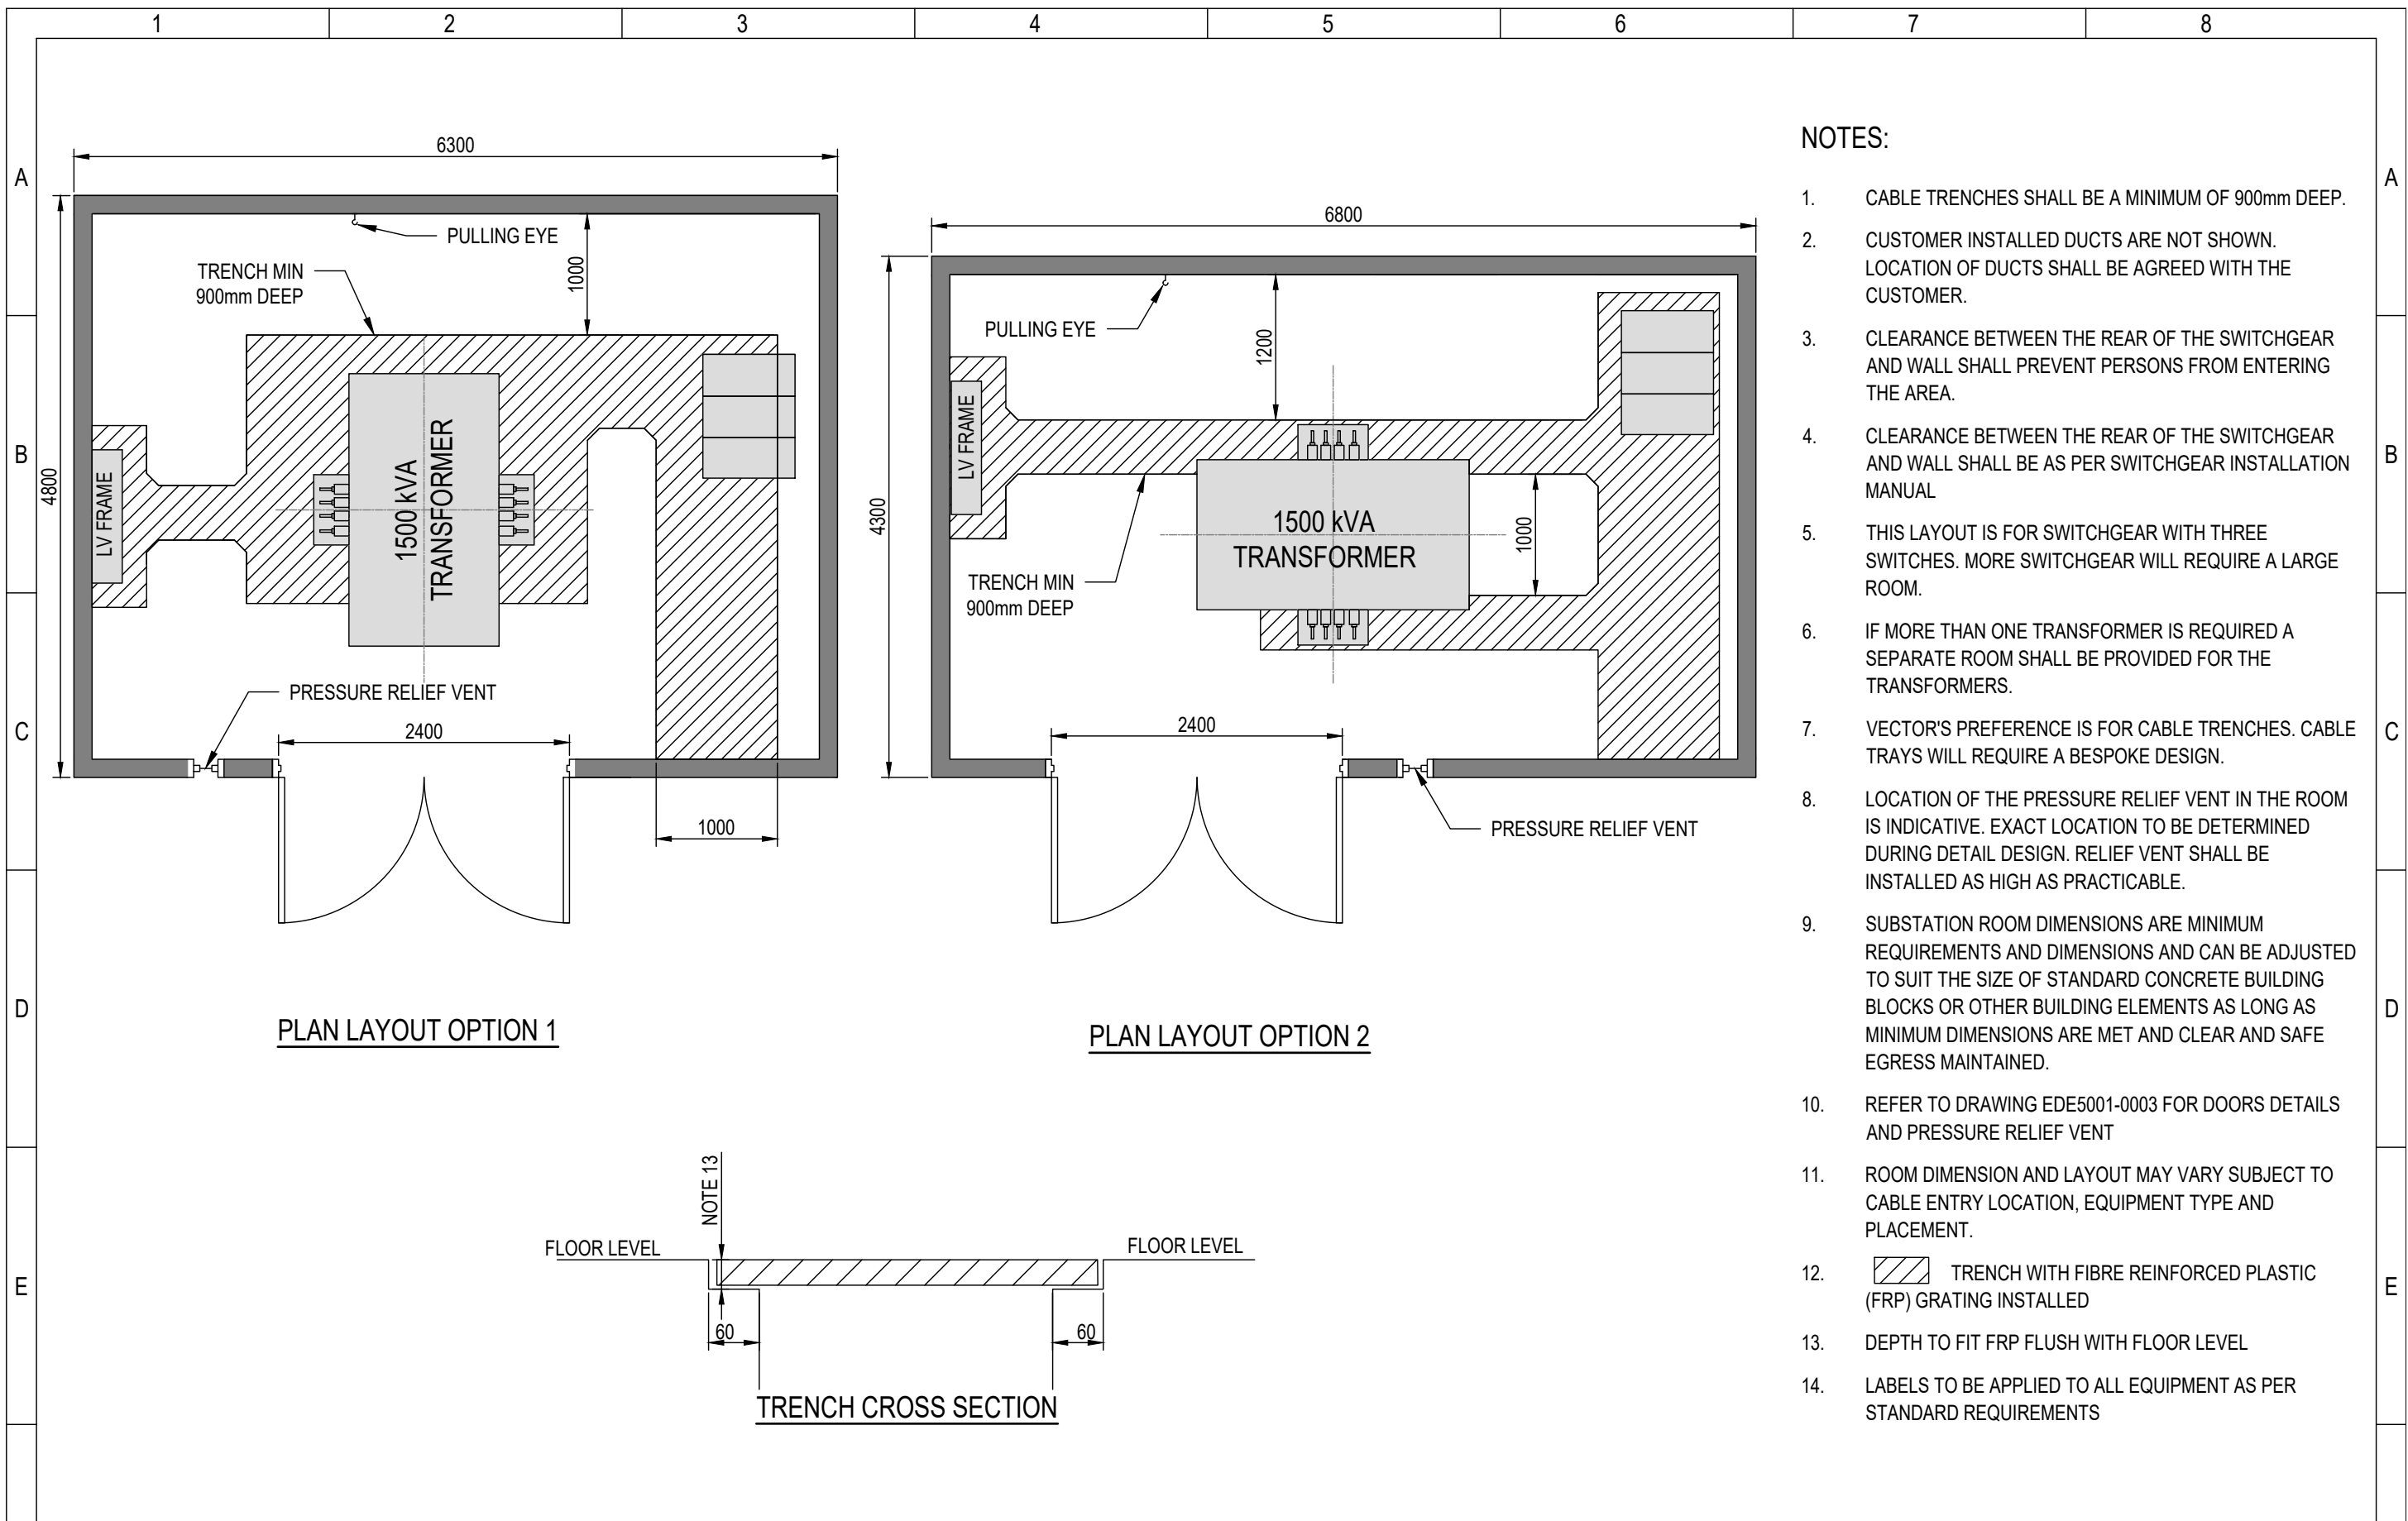 1 2 3 4 5 6 7 8
A
B
C
D
E
6300
4800
PULLING EYE
TRENCH MIN
900mm DEEP
1000
LV FRAME
1500 kVA
TRANSFORMER
PRESSURE RELIEF VENT
2400
1000
PLAN LAYOUT OPTION 1
6800
4300
PULLING EYE
1200
LV FRAME
1500 kVA
TRANSFORMER
1000
TRENCH MIN
900mm DEEP
2400
PRESSURE RELIEF VENT
PLAN LAYOUT OPTION 2
NOTE 13
FLOOR LEVEL
FLOOR LEVEL
60
60
TRENCH CROSS SECTION
NOTES:
1. CABLE TRENCHES SHALL BE A MINIMUM OF 900mm DEEP.
2. CUSTOMER INSTALLED DUCTS ARE NOT SHOWN.
LOCATION OF DUCTS SHALL BE AGREED WITH THE
CUSTOMER.
3. CLEARANCE BETWEEN THE REAR OF THE SWITCHGEAR
AND WALL SHALL PREVENT PERSONS FROM ENTERING
THE AREA.
4. CLEARANCE BETWEEN THE REAR OF THE SWITCHGEAR
AND WALL SHALL BE AS PER SWITCHGEAR INSTALLATION
MANUAL
5. THIS LAYOUT IS FOR SWITCHGEAR WITH THREE
SWITCHES. MORE SWITCHGEAR WILL REQUIRE A LARGE
ROOM.
6. IF MORE THAN ONE TRANSFORMER IS REQUIRED A
SEPARATE ROOM SHALL BE PROVIDED FOR THE
TRANSFORMERS.
7. VECTOR'S PREFERENCE IS FOR CABLE TRENCHES. CABLE
TRAYS WILL REQUIRE A BESPOKE DESIGN.
8. LOCATION OF THE PRESSURE RELIEF VENT IN THE ROOM
IS INDICATIVE. EXACT LOCATION TO BE DETERMINED
DURING DETAIL DESIGN. RELIEF VENT SHALL BE
INSTALLED AS HIGH AS PRACTICABLE.
9. SUBSTATION ROOM DIMENSIONS ARE MINIMUM
REQUIREMENTS AND DIMENSIONS AND CAN BE ADJUSTED
TO SUIT THE SIZE OF STANDARD CONCRETE BUILDING
BLOCKS OR OTHER BUILDING ELEMENTS AS LONG AS
MINIMUM DIMENSIONS ARE MET AND CLEAR AND SAFE
EGRESS MAINTAINED.
10. REFER TO DRAWING EDE5001-0003 FOR DOORS DETAILS
AND PRESSURE RELIEF VENT
11. ROOM DIMENSION AND LAYOUT MAY VARY SUBJECT TO
CABLE ENTRY LOCATION, EQUIPMENT TYPE AND
PLACEMENT.
12. TRENCH WITH FIBRE REINFORCED PLASTIC
(FRP) GRATING INSTALLED
13. DEPTH TO FIT FRP FLUSH WITH FLOOR LEVEL
14. LABELS TO BE APPLIED TO ALL EQUIPMENT AS PER
STANDARD REQUIREMENTS
A
B
C
D
E